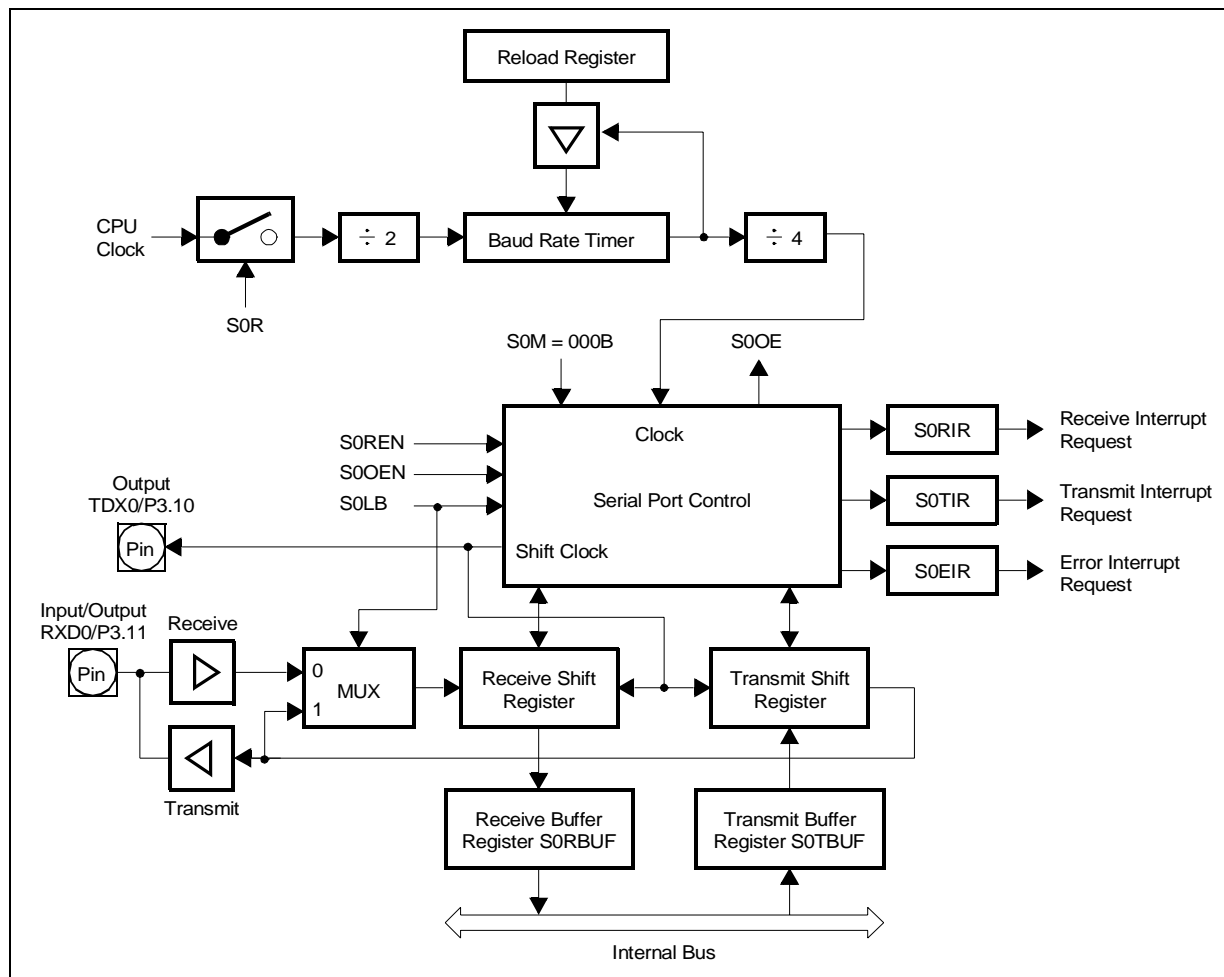 Reload Register
CPU
Clock
÷ 2
Baud Rate Timer
÷ 4
S0R
S0M = 000B
S0OE
Clock
S0REN
S0OEN
S0LB
Serial Port Control
Shift Clock
S0RIR
Receive Interrupt
Request
S0TIR
Transmit Interrupt
Request
S0EIR
Error Interrupt
Request
Output
TDX0/P3.10
Pin
Input/Output
RXD0/P3.11
Pin
Receive
0
MUX
1
Transmit
Receive Shift
Register
Transmit Shift
Register
Receive Buffer
Register S0RBUF
Transmit Buffer
Register S0TBUF
Internal Bus